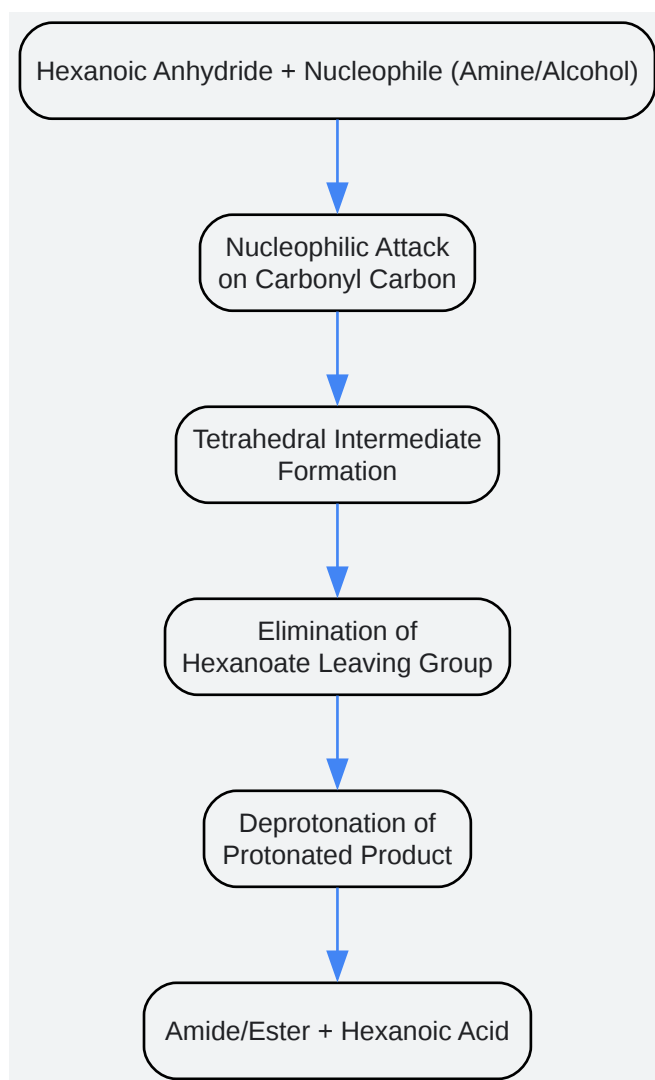 Hexanoic Anhydride + Nucleophile (Amine/Alcohol)
Nucleophilic Attack
on Carbonyl Carbon
Tetrahedral Intermediate
Formation
Elimination of
Hexanoate Leaving Group
Deprotonation of
Protonated Product
Amide/Ester + Hexanoic Acid